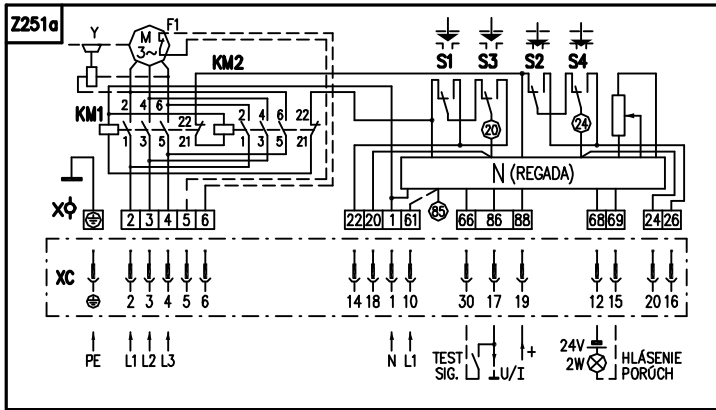 Z251a
Y
F1
M
3~
KM2
S1 S3 S2 S4
KM1
2 4 6 22 2 4 6 22
1 3 5 21 1 3 5 21
20
24
N (REGADA)
X
85
2 3 4 5 6 22 20 1 61 66 86 88 68 69 24 26
XC
2 3 4 5 6 14 18 1 10 30 17 19 12 15 20 16
PE L1 L2 L3 N L1
TEST
SIG.
U/I
+
24V
2W
HLÁSENIE
PORÚCH